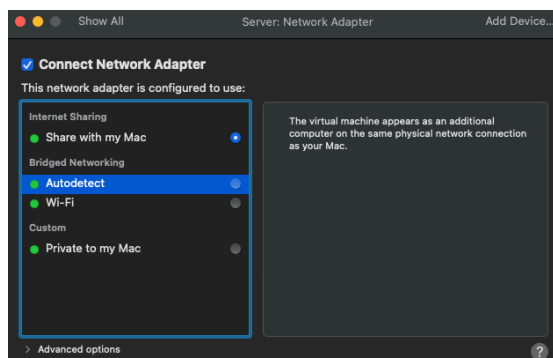 Show All
Server: Network Adapter
Add Device...
Connect Network Adapter
This network adapter is configured to use:
Internet Sharing
Share with my Mac
Bridged Networking
Autodetect
Wi-Fi
Custom
Private to my Mac
The virtual machine appears as an additional
computer on the same physical network connection
as your Mac.
Advanced options
?